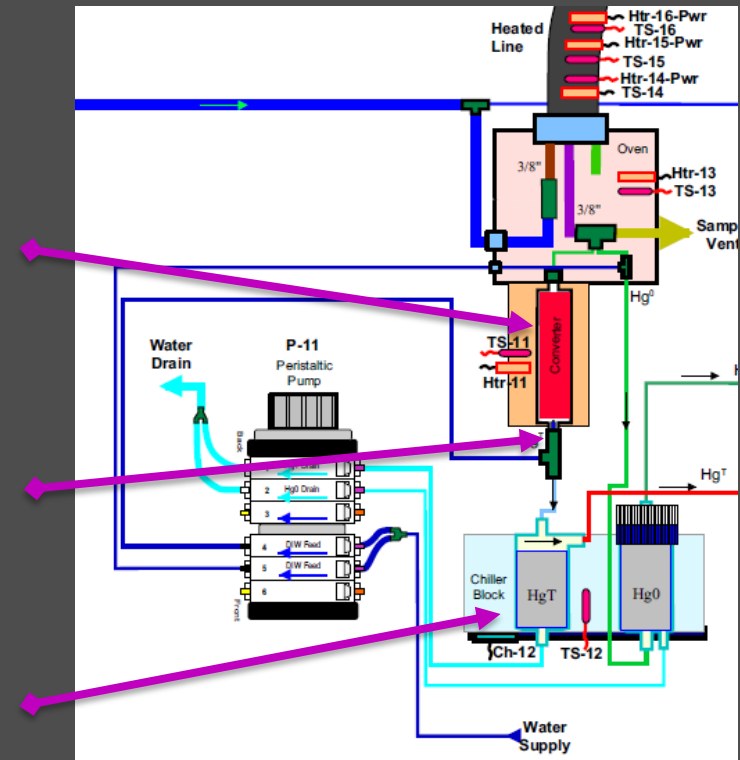 Heated
Line
Htr-16-Pwr
TS-16
Htr-15-Pwr
TS-15
Htr-14-Pwr
TS-14
Oven
3/8"
Htr-13
TS-13
3/8"
Vent
Hg⁰
Converter
TS-11
Htr-11
Water
Drain
P-11
Peristaltic
Pump
Back
1
Drain
2 Hg0 Drain
3
4 DIW Feed
5 DIW Feed
6
Front
Hgᵀ
Chiller
Block
HgT
Hg0
Ch-12
TS-12
Water
Supply